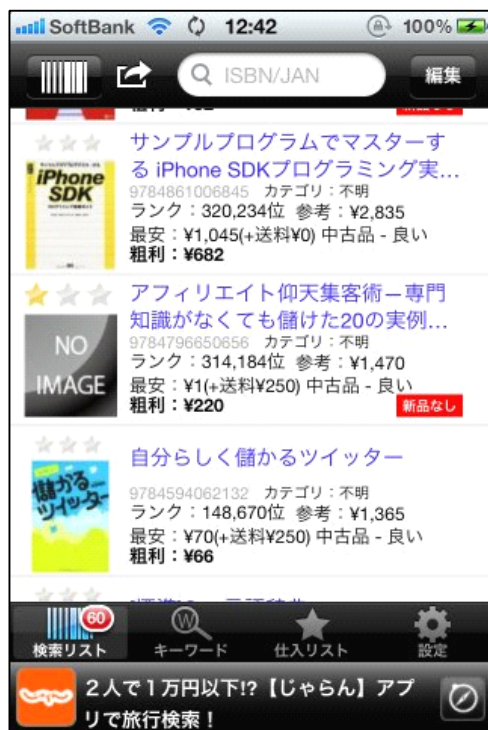 SoftBank 12:42 100%
ISBN/JAN 編集
サンプルプログラムでマスターす
る iPhone SDKプログラミング実...
9784861006845 カテゴリ：不明
ランク：320,234位 参考：¥2,835
最安：¥1,045(+送料¥0) 中古品 - 良い
粗利：¥682
iPhone
SDK
アフィリエイト仰天集客術－専門
知識がなくても儲けた20の実例...
9784796650656 カテゴリ：不明
ランク：314,184位 参考：¥1,470
最安：¥1(+送料¥250) 中古品 - 良い
粗利：¥220
新品なし
NO
IMAGE
自分らしく儲かるツイッター
9784594062132 カテゴリ：不明
ランク：148,670位 参考：¥1,365
最安：¥70(+送料¥250) 中古品 - 良い
粗利：¥66
儲かる
ツイッター
60
検索リスト キーワード 仕入リスト 設定
W
２人で１万円以下!?【じゃらん】アプ
リで旅行検索！